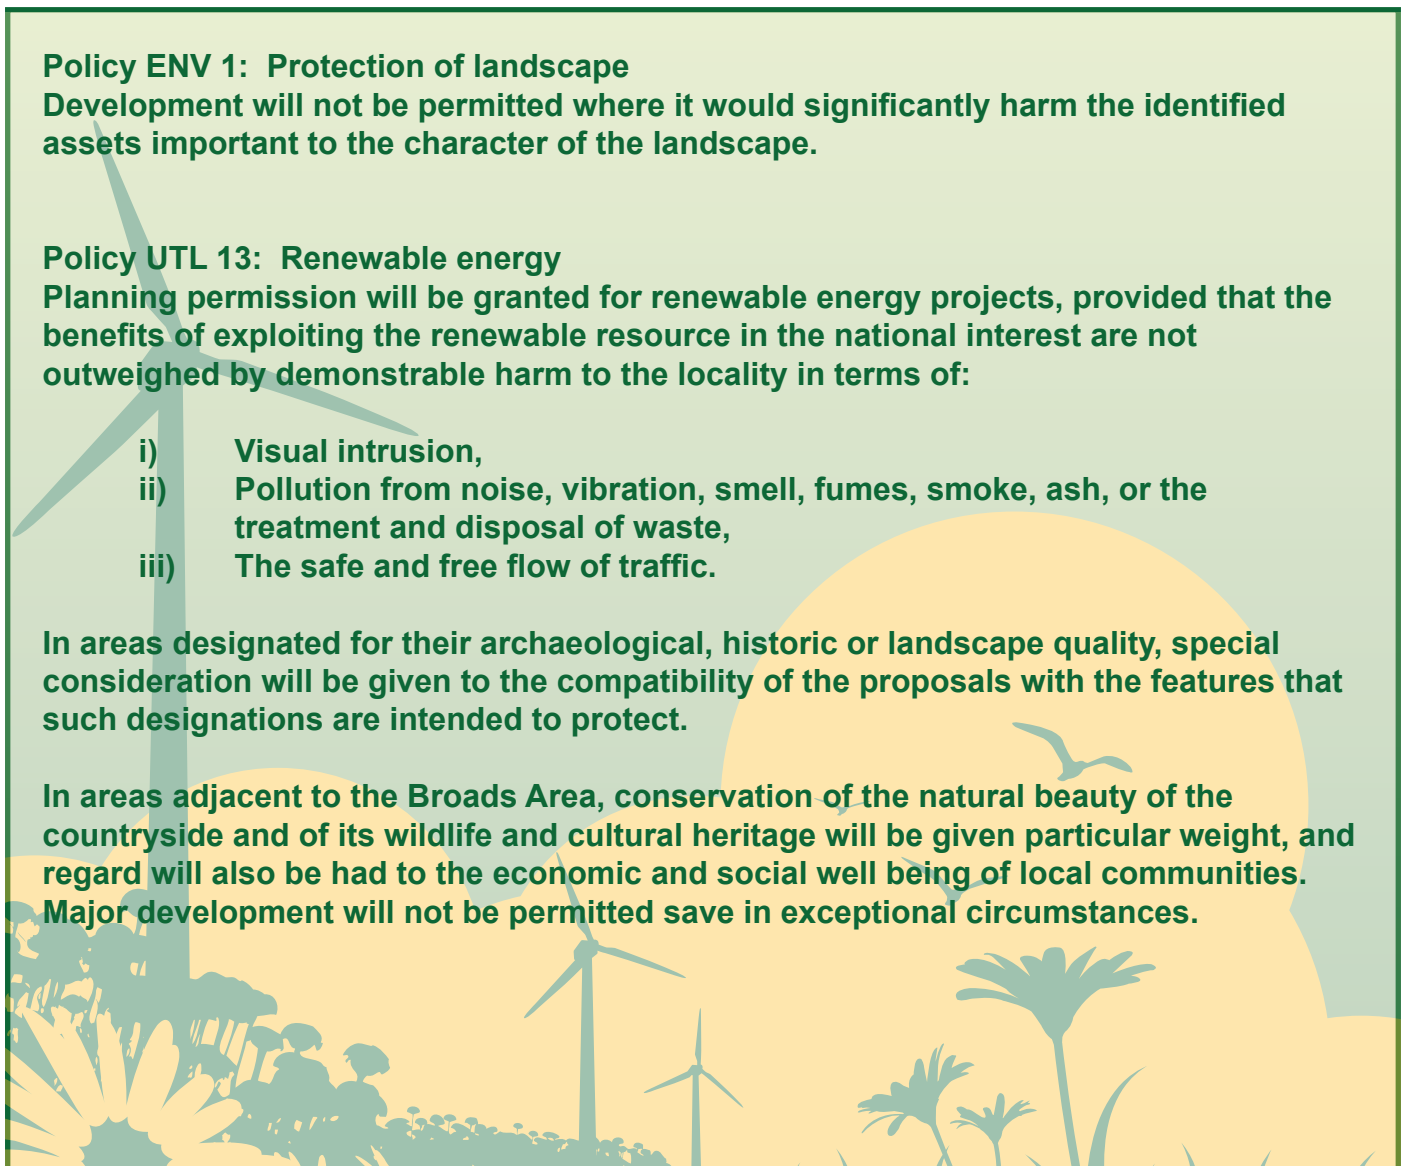 Policy ENV 1:  Protection of landscape
Development will not be permitted where it would significantly harm the identified
assets important to the character of the landscape.
Policy UTL 13:  Renewable energy
Planning permission will be granted for renewable energy projects, provided that the
benefits of exploiting the renewable resource in the national interest are not
outweighed by demonstrable harm to the locality in terms of:
i) Visual intrusion,
ii) Pollution from noise, vibration, smell, fumes, smoke, ash, or the
treatment and disposal of waste,
iii) The safe and free flow of traffic.
In areas designated for their archaeological, historic or landscape quality, special
consideration will be given to the compatibility of the proposals with the features that
such designations are intended to protect.
In areas adjacent to the Broads Area, conservation of the natural beauty of the
countryside and of its wildlife and cultural heritage will be given particular weight, and
regard will also be had to the economic and social well being of local communities.
Major development will not be permitted save in exceptional circumstances.